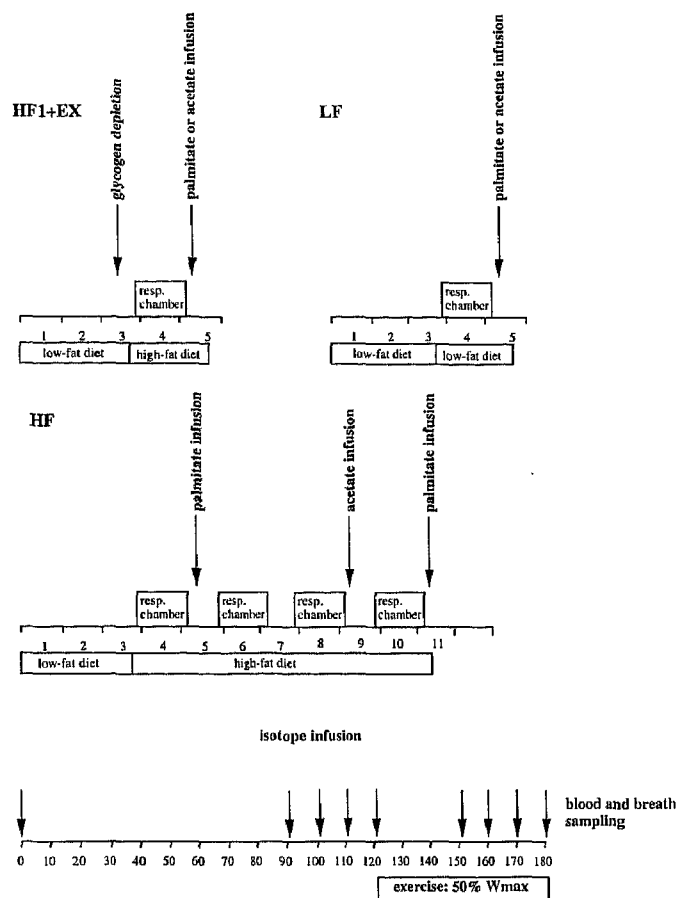 HF1+EX
glycogen depletion
palmitate or acetate infusion
resp.
chamber
1 2 3 4 5
low-fat diet
high-fat diet
LF
palmitate or acetate infusion
resp.
chamber
1 2 3 4 5
low-fat diet
low-fat diet
HF
palmitate infusion
acetate infusion
palmitate infusion
resp.
chamber
resp.
chamber
resp.
chamber
resp.
chamber
1 2 3 4 5 6 7 8 9 10 11
low-fat diet
high-fat diet
isotope infusion
blood and breath
sampling
0 10 20 30 40 50 60 70 80 90 100 110 120 130 140 150 160 170 180
exercise: 50% Wmax